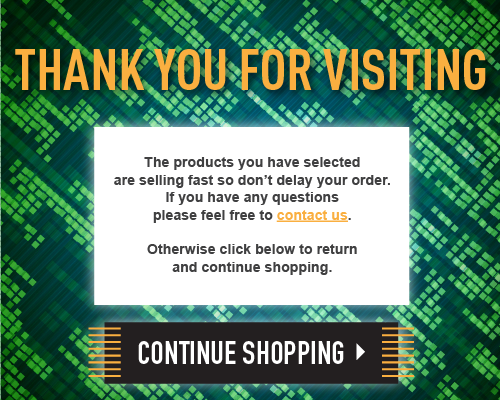 THANK YOU FOR VISITING
The products you have selected
are selling fast so don’t delay your order.
If you have any questions
please feel free to contact us.
Otherwise click below to return
and continue shopping.
CONTINUE SHOPPING